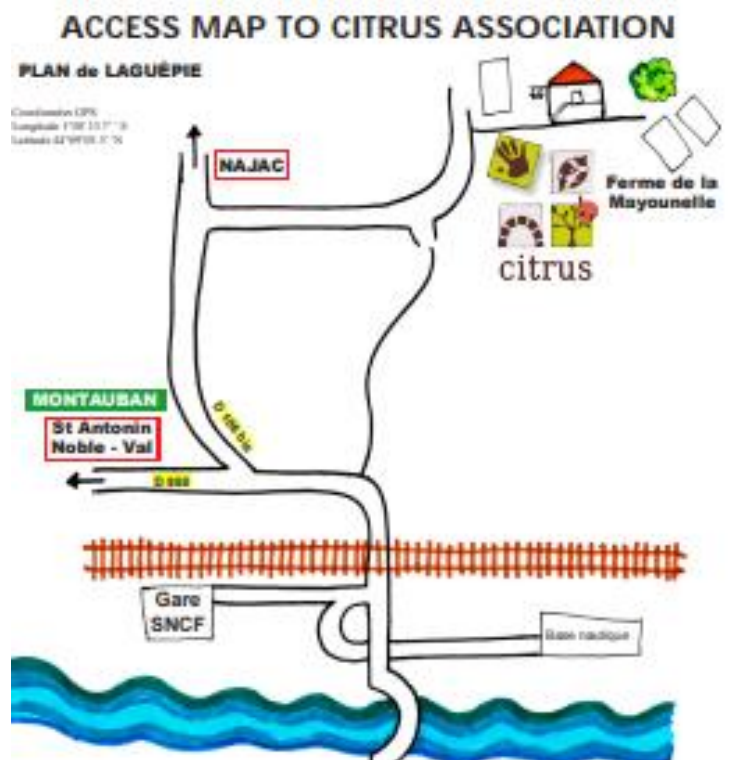 ACCESS MAP TO CITRUS ASSOCIATION
PLAN de LAGUÉPIE
NAJAC
Ferme de la
Mayounelle
citrus
MONTAUBAN
St Antonin
Noble - Val
D
Gare
SNCF
Base nautique